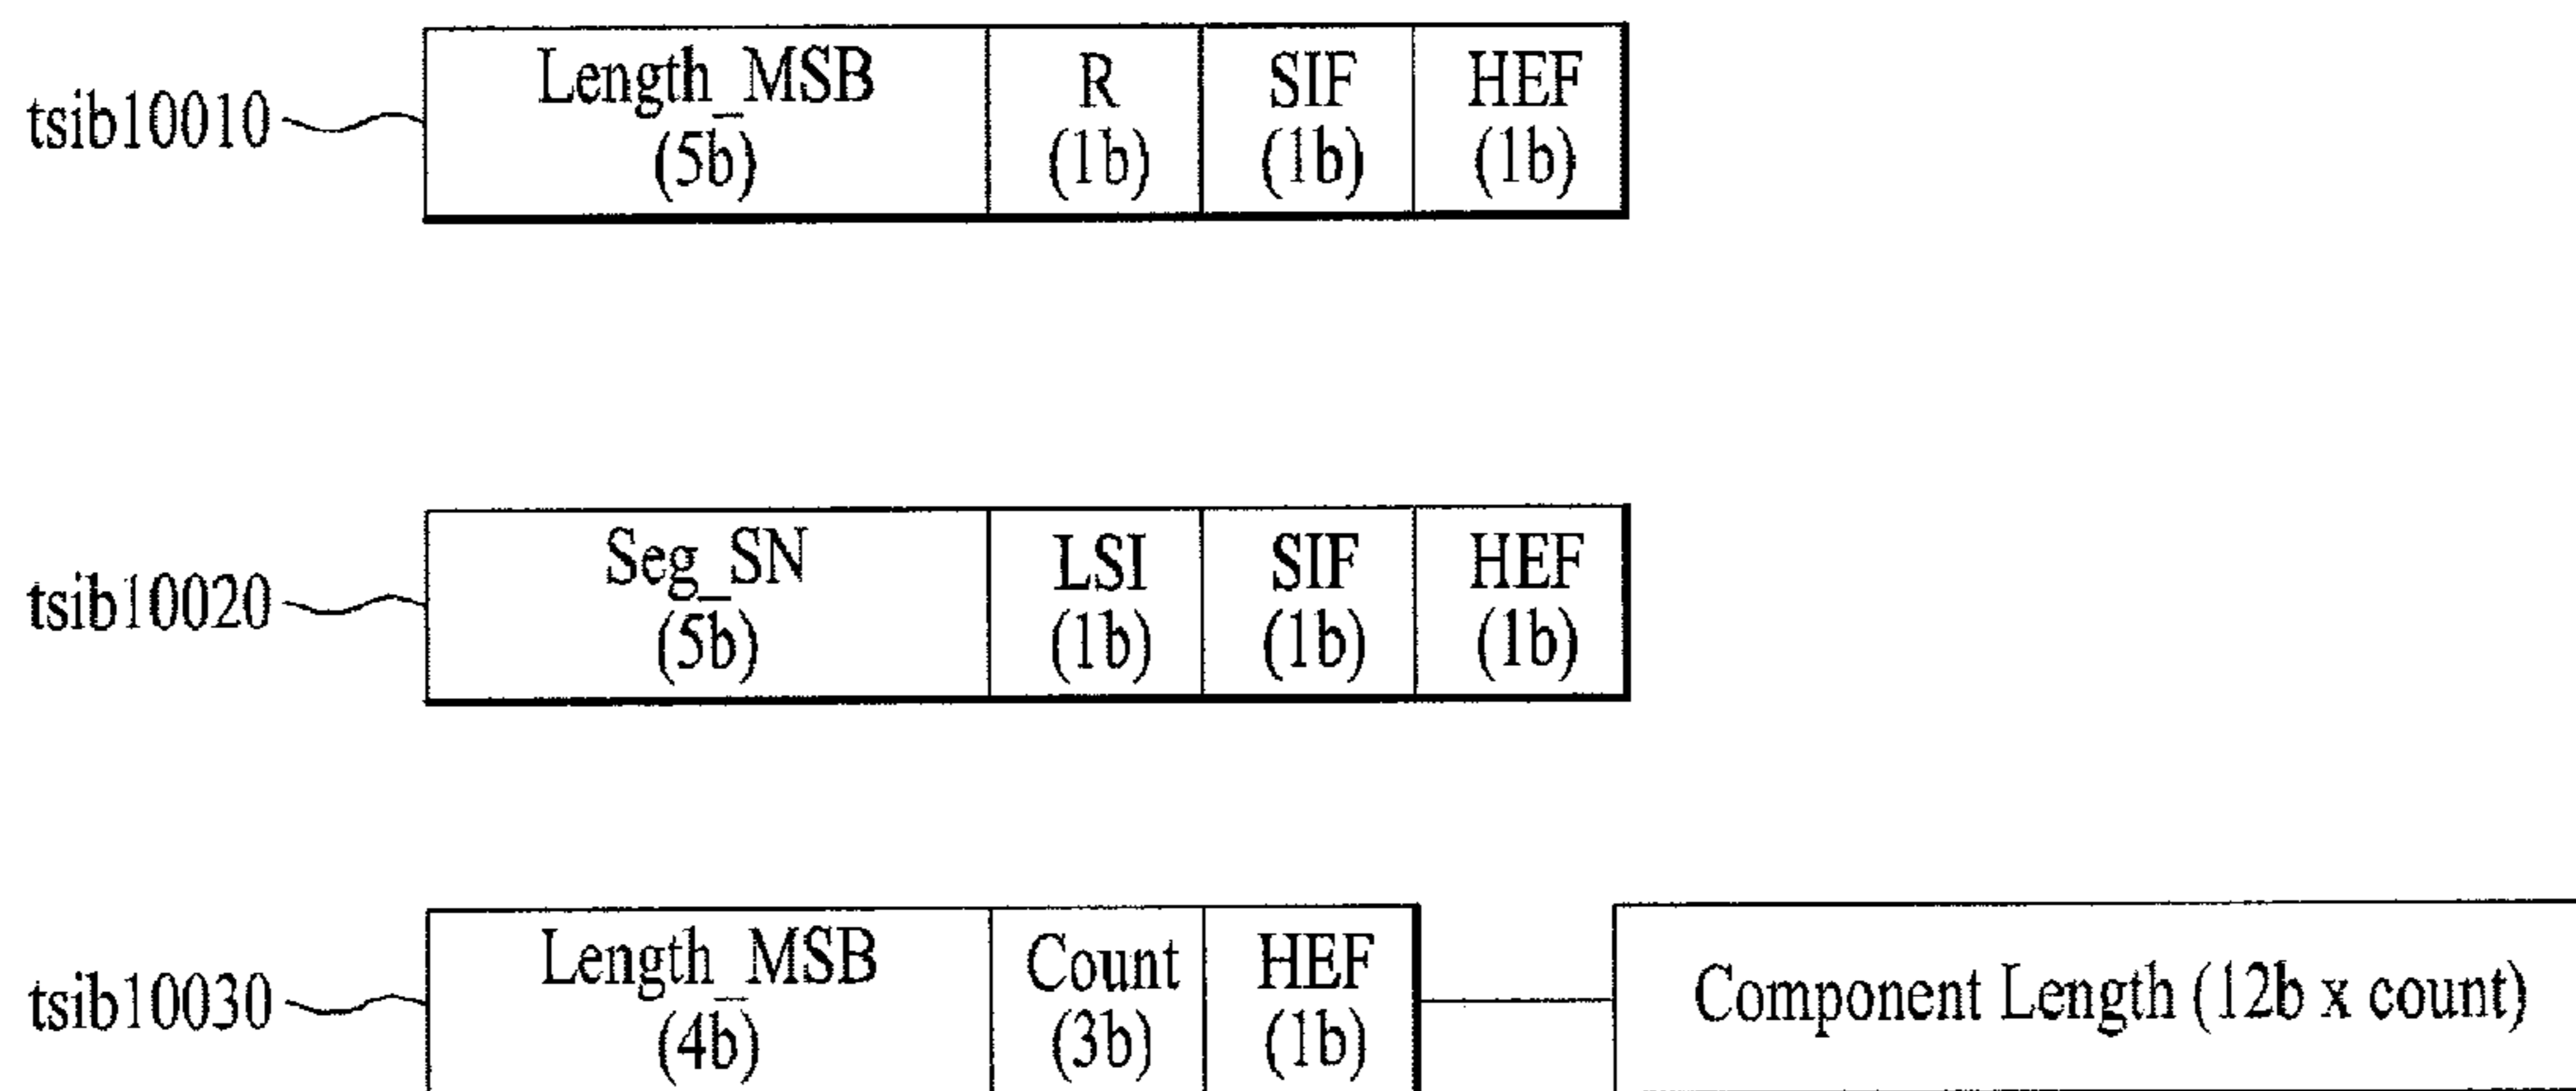 Length_MSB R SIF HEF
tsib10010
(5b) (1b) (1b) (1b)
Seg_SN LSI SIF HEF
tsib10020
(5b) (1b) (1b) (1b)
Length_MSB Count HEF
tsib10030 Component Length (12b x count)
(4b) (3b) (1b)